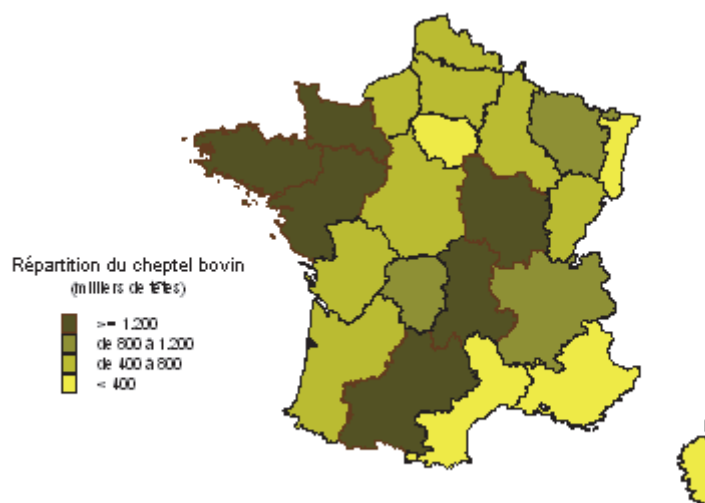 Répartition du cheptel bovin
(milliers de têtes)
>= 1.200
de 800 à 1.200
de 400 à 800
< 400